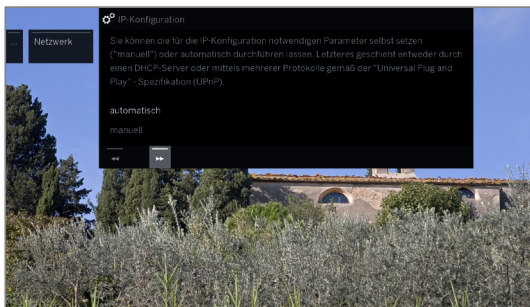 IP-Konfiguration
... Netzwerk
Sie können die für die IP-Konfiguration notwendigen Parameter selbst setzen
("manuell") oder automatisch durchführen lassen. Letzteres geschieht entweder durch
einen DHCP-Server oder mittels mehrerer Protokolle gemäß der "Universal Plug and
Play" - Spezifikation (UPnP).
automatisch
manuell